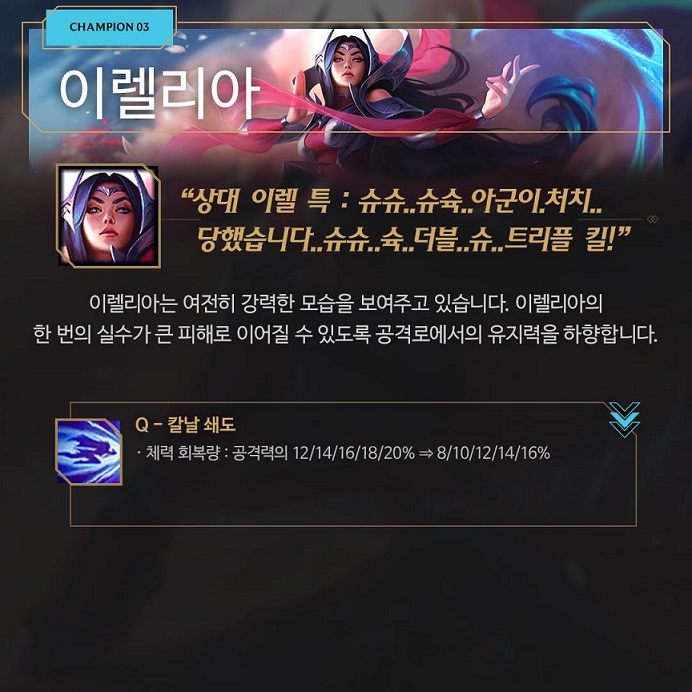 CHAMPION 03
이렐리아
“상대 이렐 특 : 슈슈..슈슉..아군이.처치..
당했습니다..슈슈..슉..더블..슈..트리플 킬!”
이렐리아는 여전히 강력한 모습을 보여주고 있습니다. 이렐리아의
한 번의 실수가 큰 피해로 이어질 수 있도록 공격로에서의 유지력을 하향합니다.
Q - 칼날 쇄도
· 체력 회복량 : 공격력의 12/14/16/18/20% ⇒ 8/10/12/14/16%